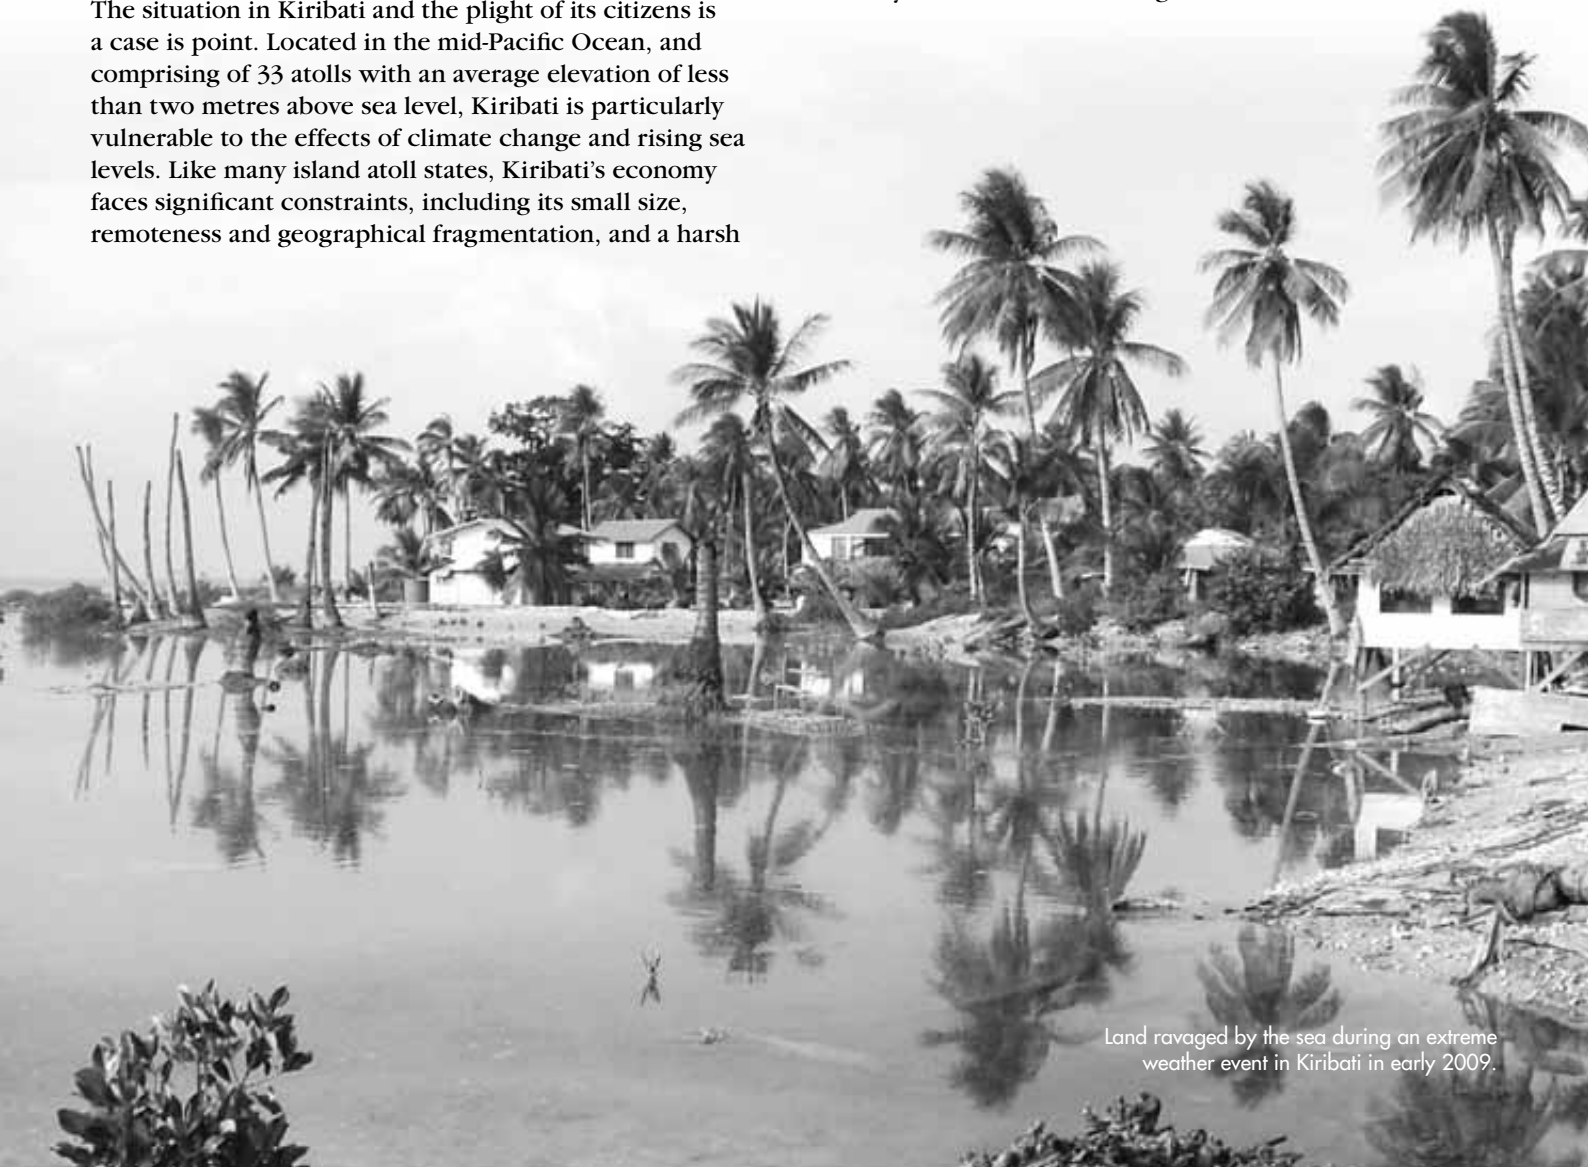 The situation in Kiribati and the plight of its citizens is
a case is point. Located in the mid-Pacific Ocean, and
comprising of 33 atolls with an average elevation of less
than two metres above sea level, Kiribati is particularly
vulnerable to the effects of climate change and rising sea
levels. Like many island atoll states, Kiribati’s economy
faces significant constraints, including its small size,
remoteness and geographical fragmentation, and a harsh
Land ravaged by the sea during an extreme
weather event in Kiribati in early 2009.